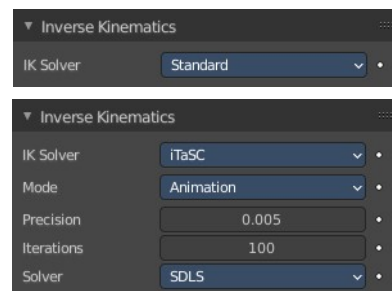 Inverse Kinematics
IK Solver Standard
Inverse Kinematics
IK Solver iTaSC
Mode Animation
Precision 0.005
Iterations 100
Solver SDLS